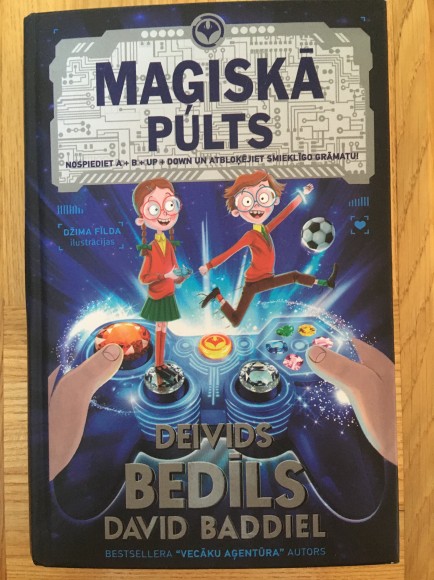 MAĢISKĀ
PULTS
NOSPIEDIET A + B + UP + DOWN UN ATBLOĶĒJIET SMIEKLĪGO GRĀMATU!
DŽIMA FĪLDA
ilustrācijas
DEIVIDS
BEDĪLS
DAVID BADDIEL
BESTSELLERA "VECĀKU AĢENTŪRA" AUTORS